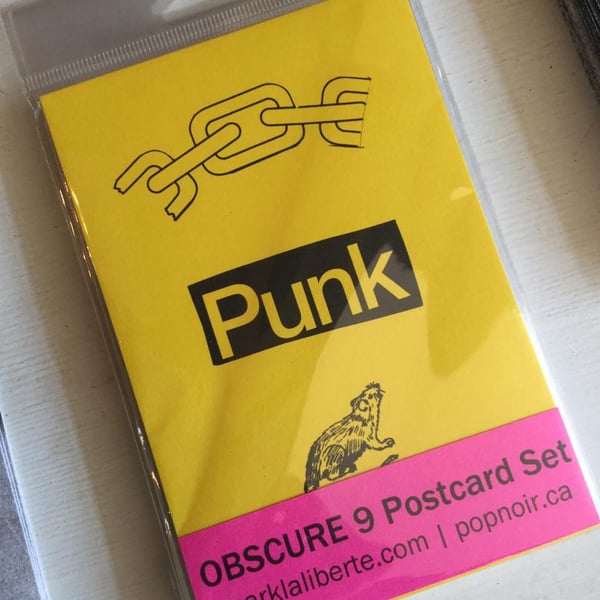 Punk
OBSCURE 9 Postcard Set
arklaliberte.com | popnoir.ca